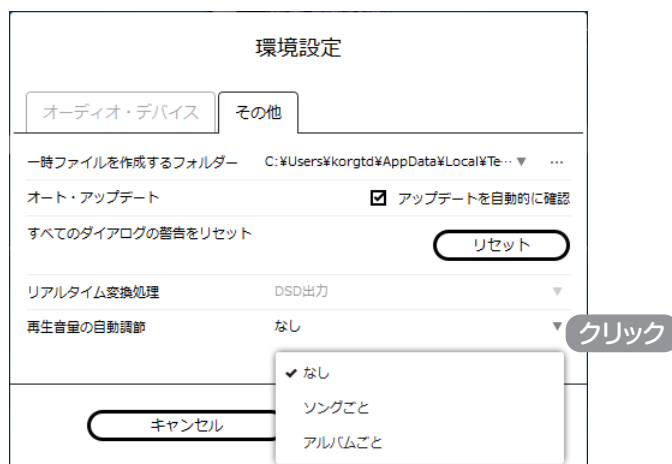 環境設定
オーディオ・デバイス その他
一時ファイルを作成するフォルダー C:¥Users¥korgtd¥AppData¥Local¥Te… ▼ …
オート・アップデート ✔ アップデートを自動的に確認
すべてのダイアログの警告をリセット
リセット
リアルタイム変換処理 DSD出力 ▼
再生音量の自動調節 なし ▼ クリック
✔ なし
ソングごと
キャンセル
アルバムごと